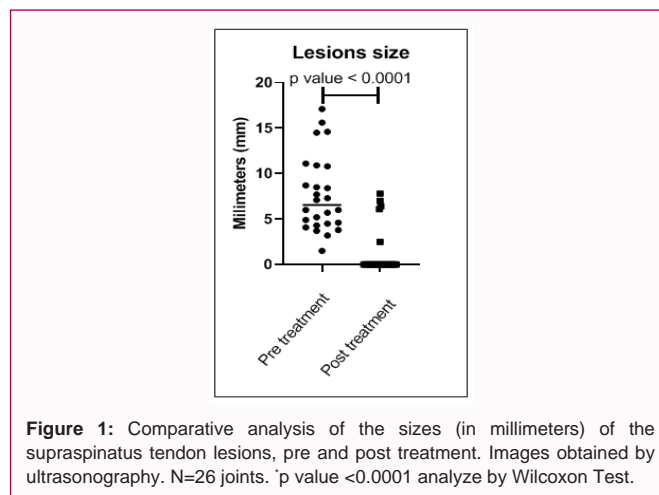 Lesions size
p value < 0.0001
20
15
10
5
0
Milimeters (mm)
Pre treatment
Post treatment
Figure 1: Comparative analysis of the sizes (in millimeters) of the
supraspinatus tendon lesions, pre and post treatment. Images obtained by
ultrasonography. N=26 joints. *p value <0.0001 analyze by Wilcoxon Test.